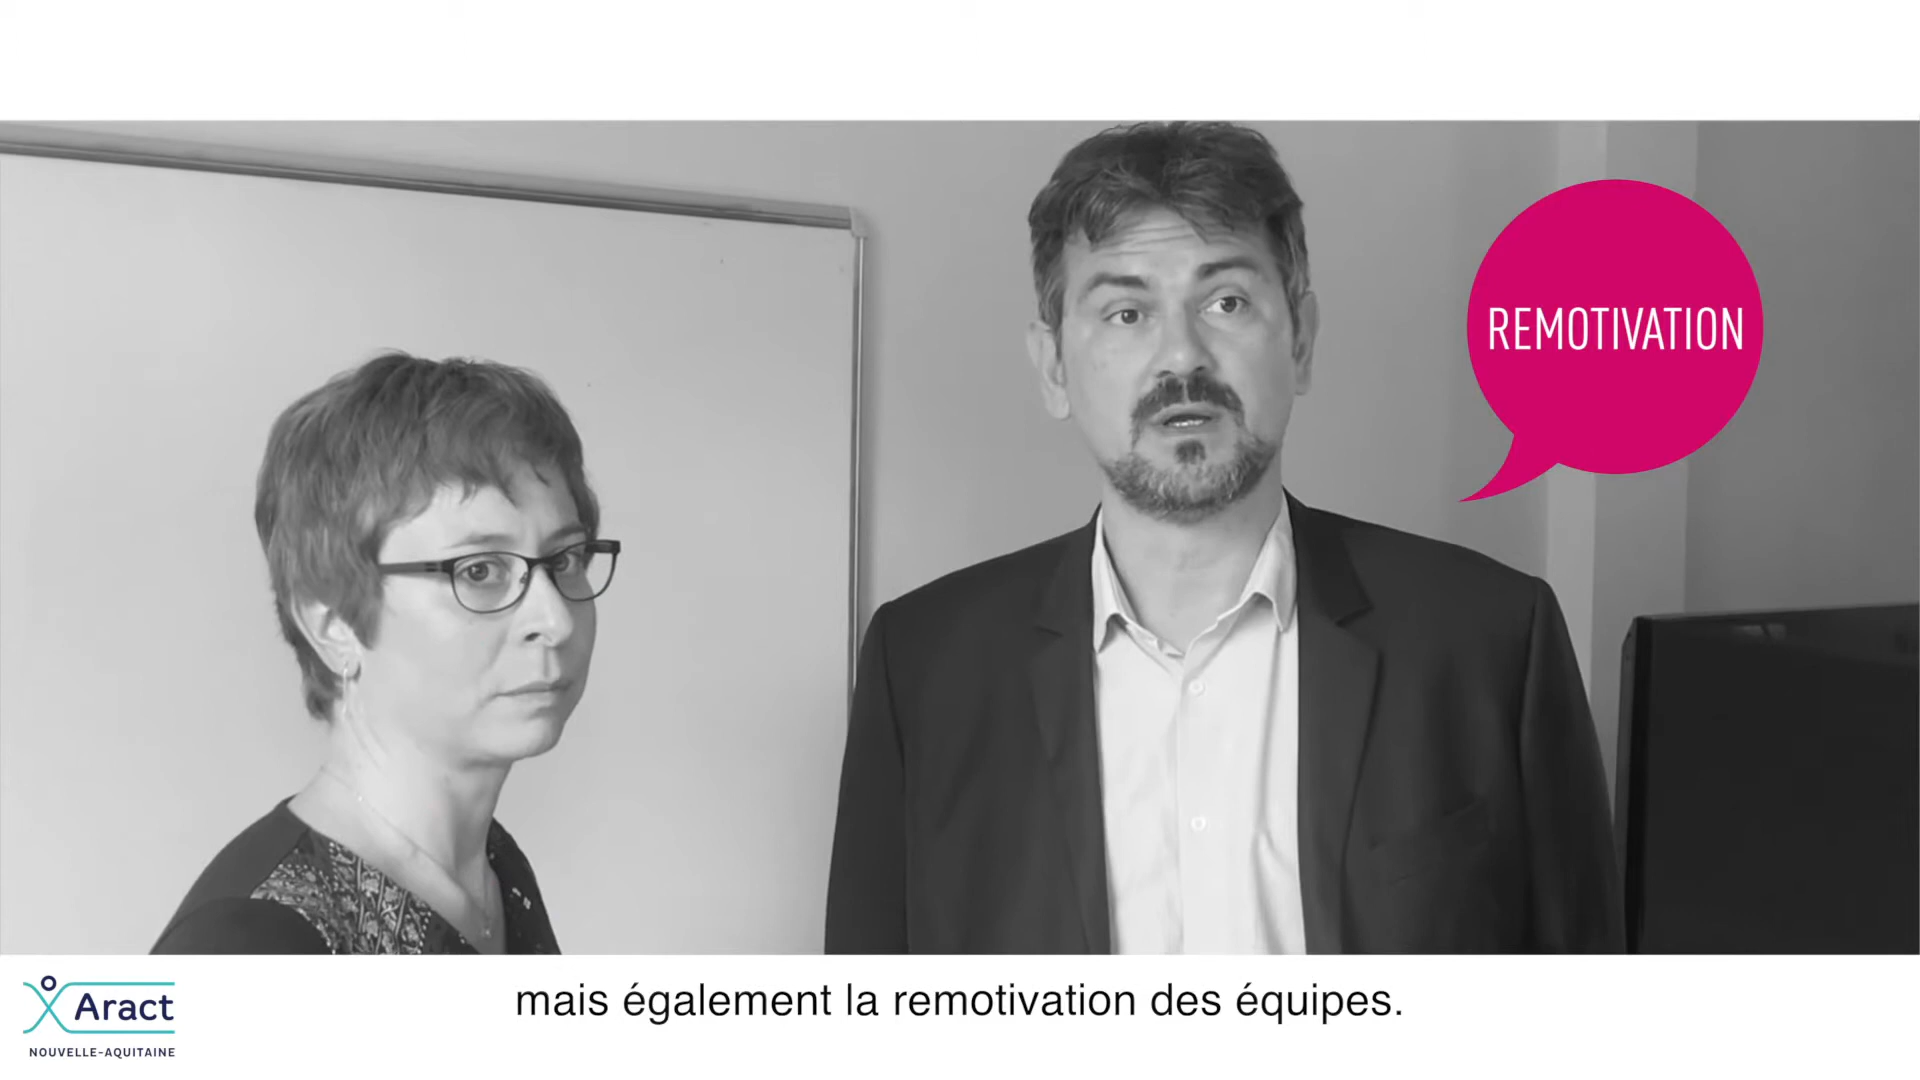 REMOTIVATION
mais également la remotivation des équipes.
Aract
NOUVELLE-AQUITAINE